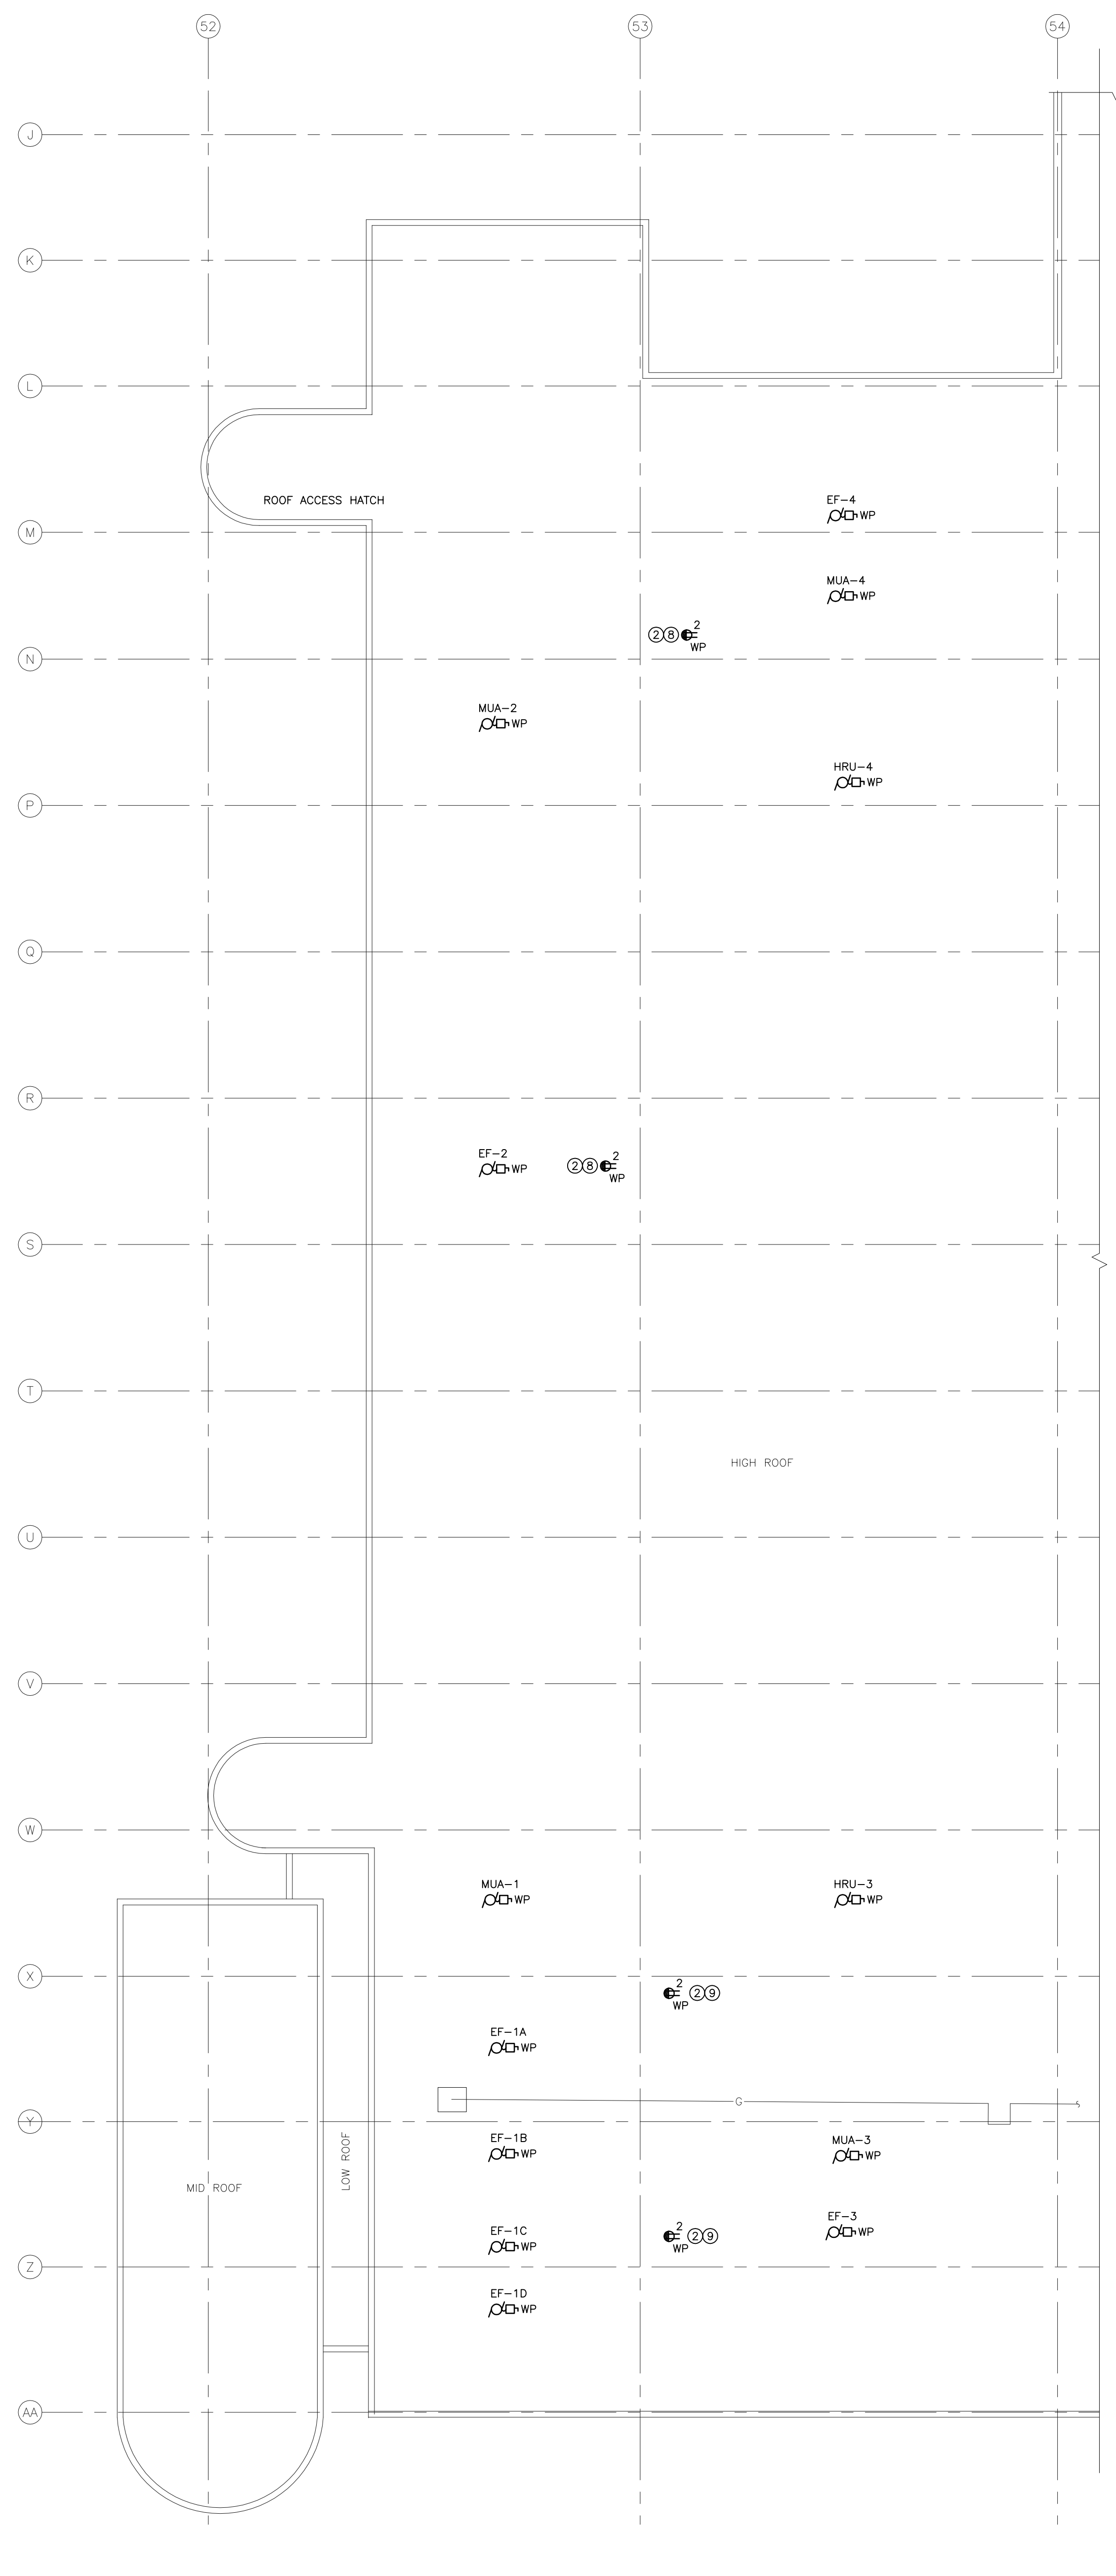 52
53
54
J
K
L
ROOF ACCESS HATCH
EF-4
WP
M
MUA-4
WP
2 8
2
WP
N
MUA-2
WP
HRU-4
WP
P
Q
R
EF-2
WP
2 8
2
WP
S
T
HIGH ROOF
U
V
W
MUA-1
WP
HRU-3
WP
X
2
WP
2 9
EF-1A
WP
G
Y
EF-1B
WP
MUA-3
WP
MID ROOF
LOW ROOF
EF-3
WP
EF-1C
WP
2
WP
2 9
Z
EF-1D
WP
AA